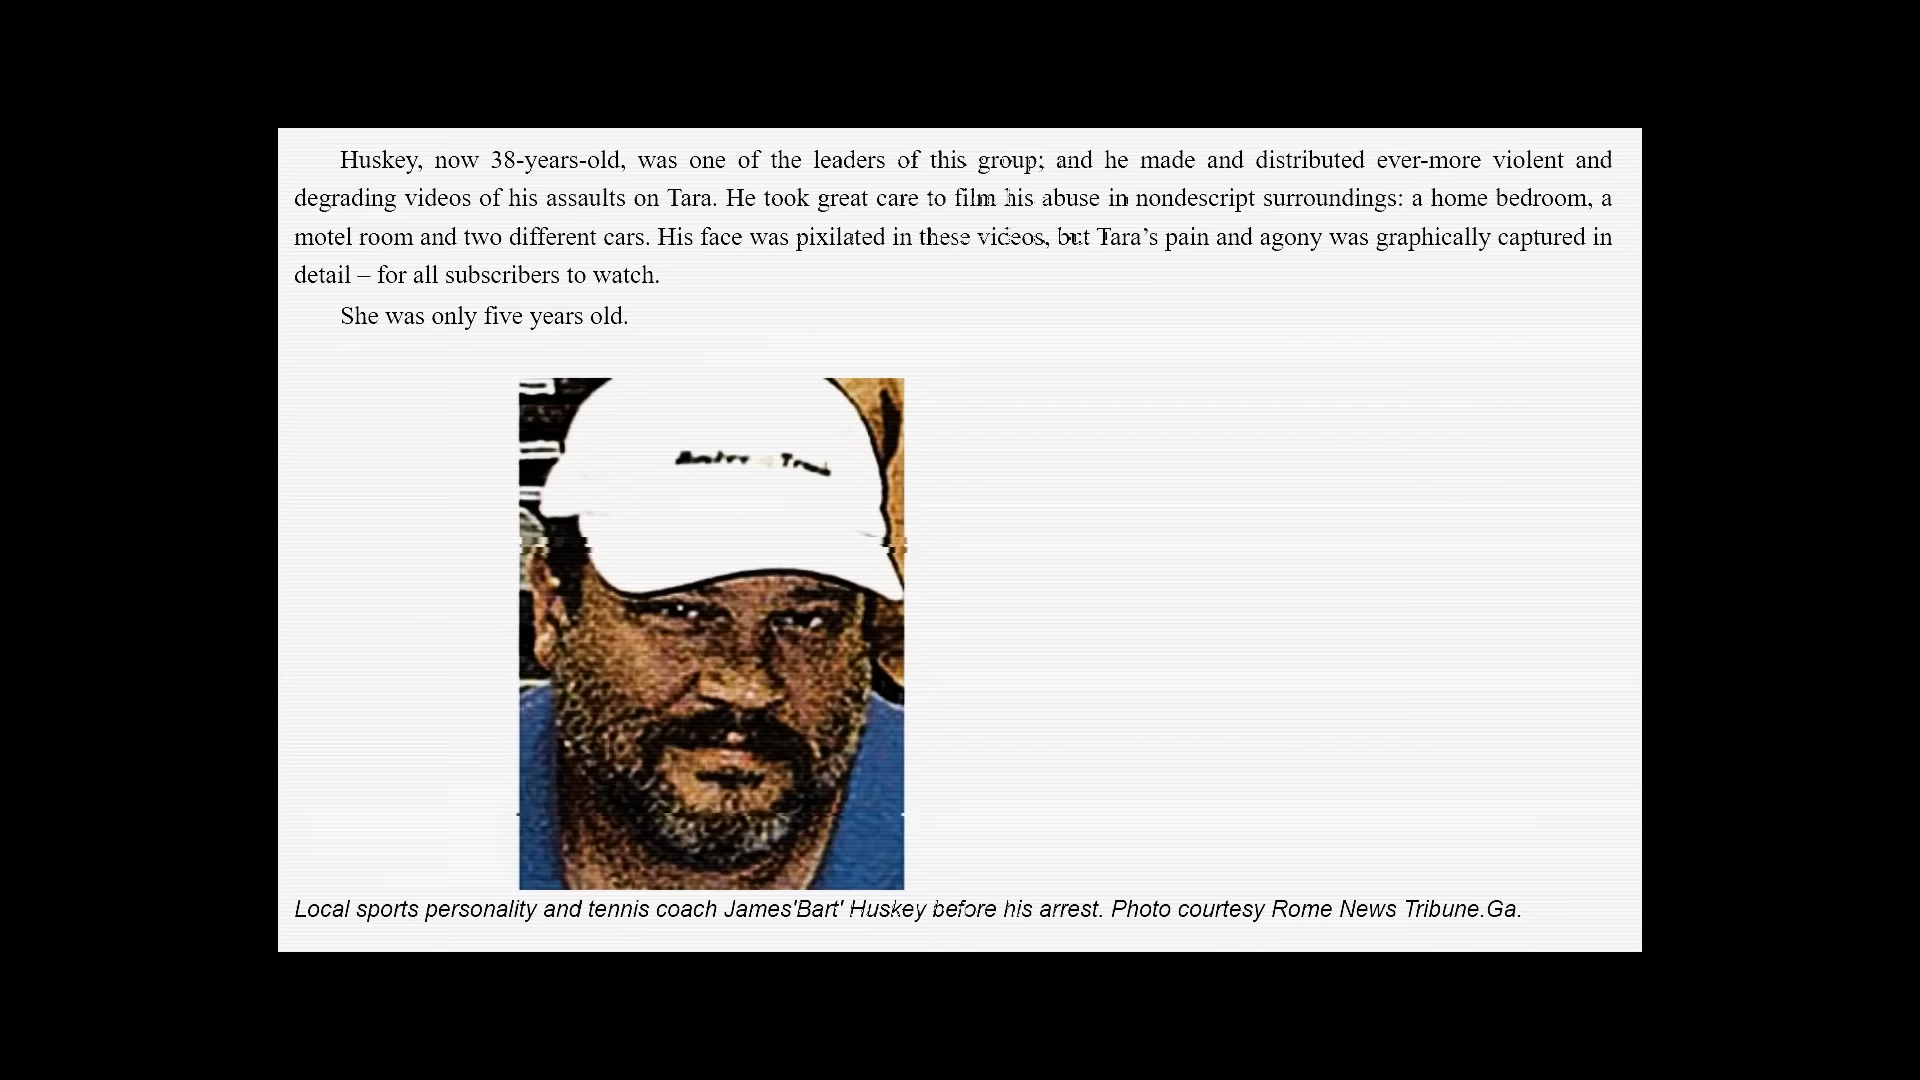 Huskey, now 38-years-old, was one of the leaders of this group; and he made and distributed ever-more violent and
degrading videos of his assaults on Tara. He took great care to film his abuse in nondescript surroundings: a home bedroom, a
motel room and two different cars. His face was pixilated in these videos, but Tara's pain and agony was graphically captured in
detail – for all subscribers to watch.
She was only five years old.
Local sports personality and tennis coach James'Bart' Huskey before his arrest. Photo courtesy Rome News Tribune.Ga.